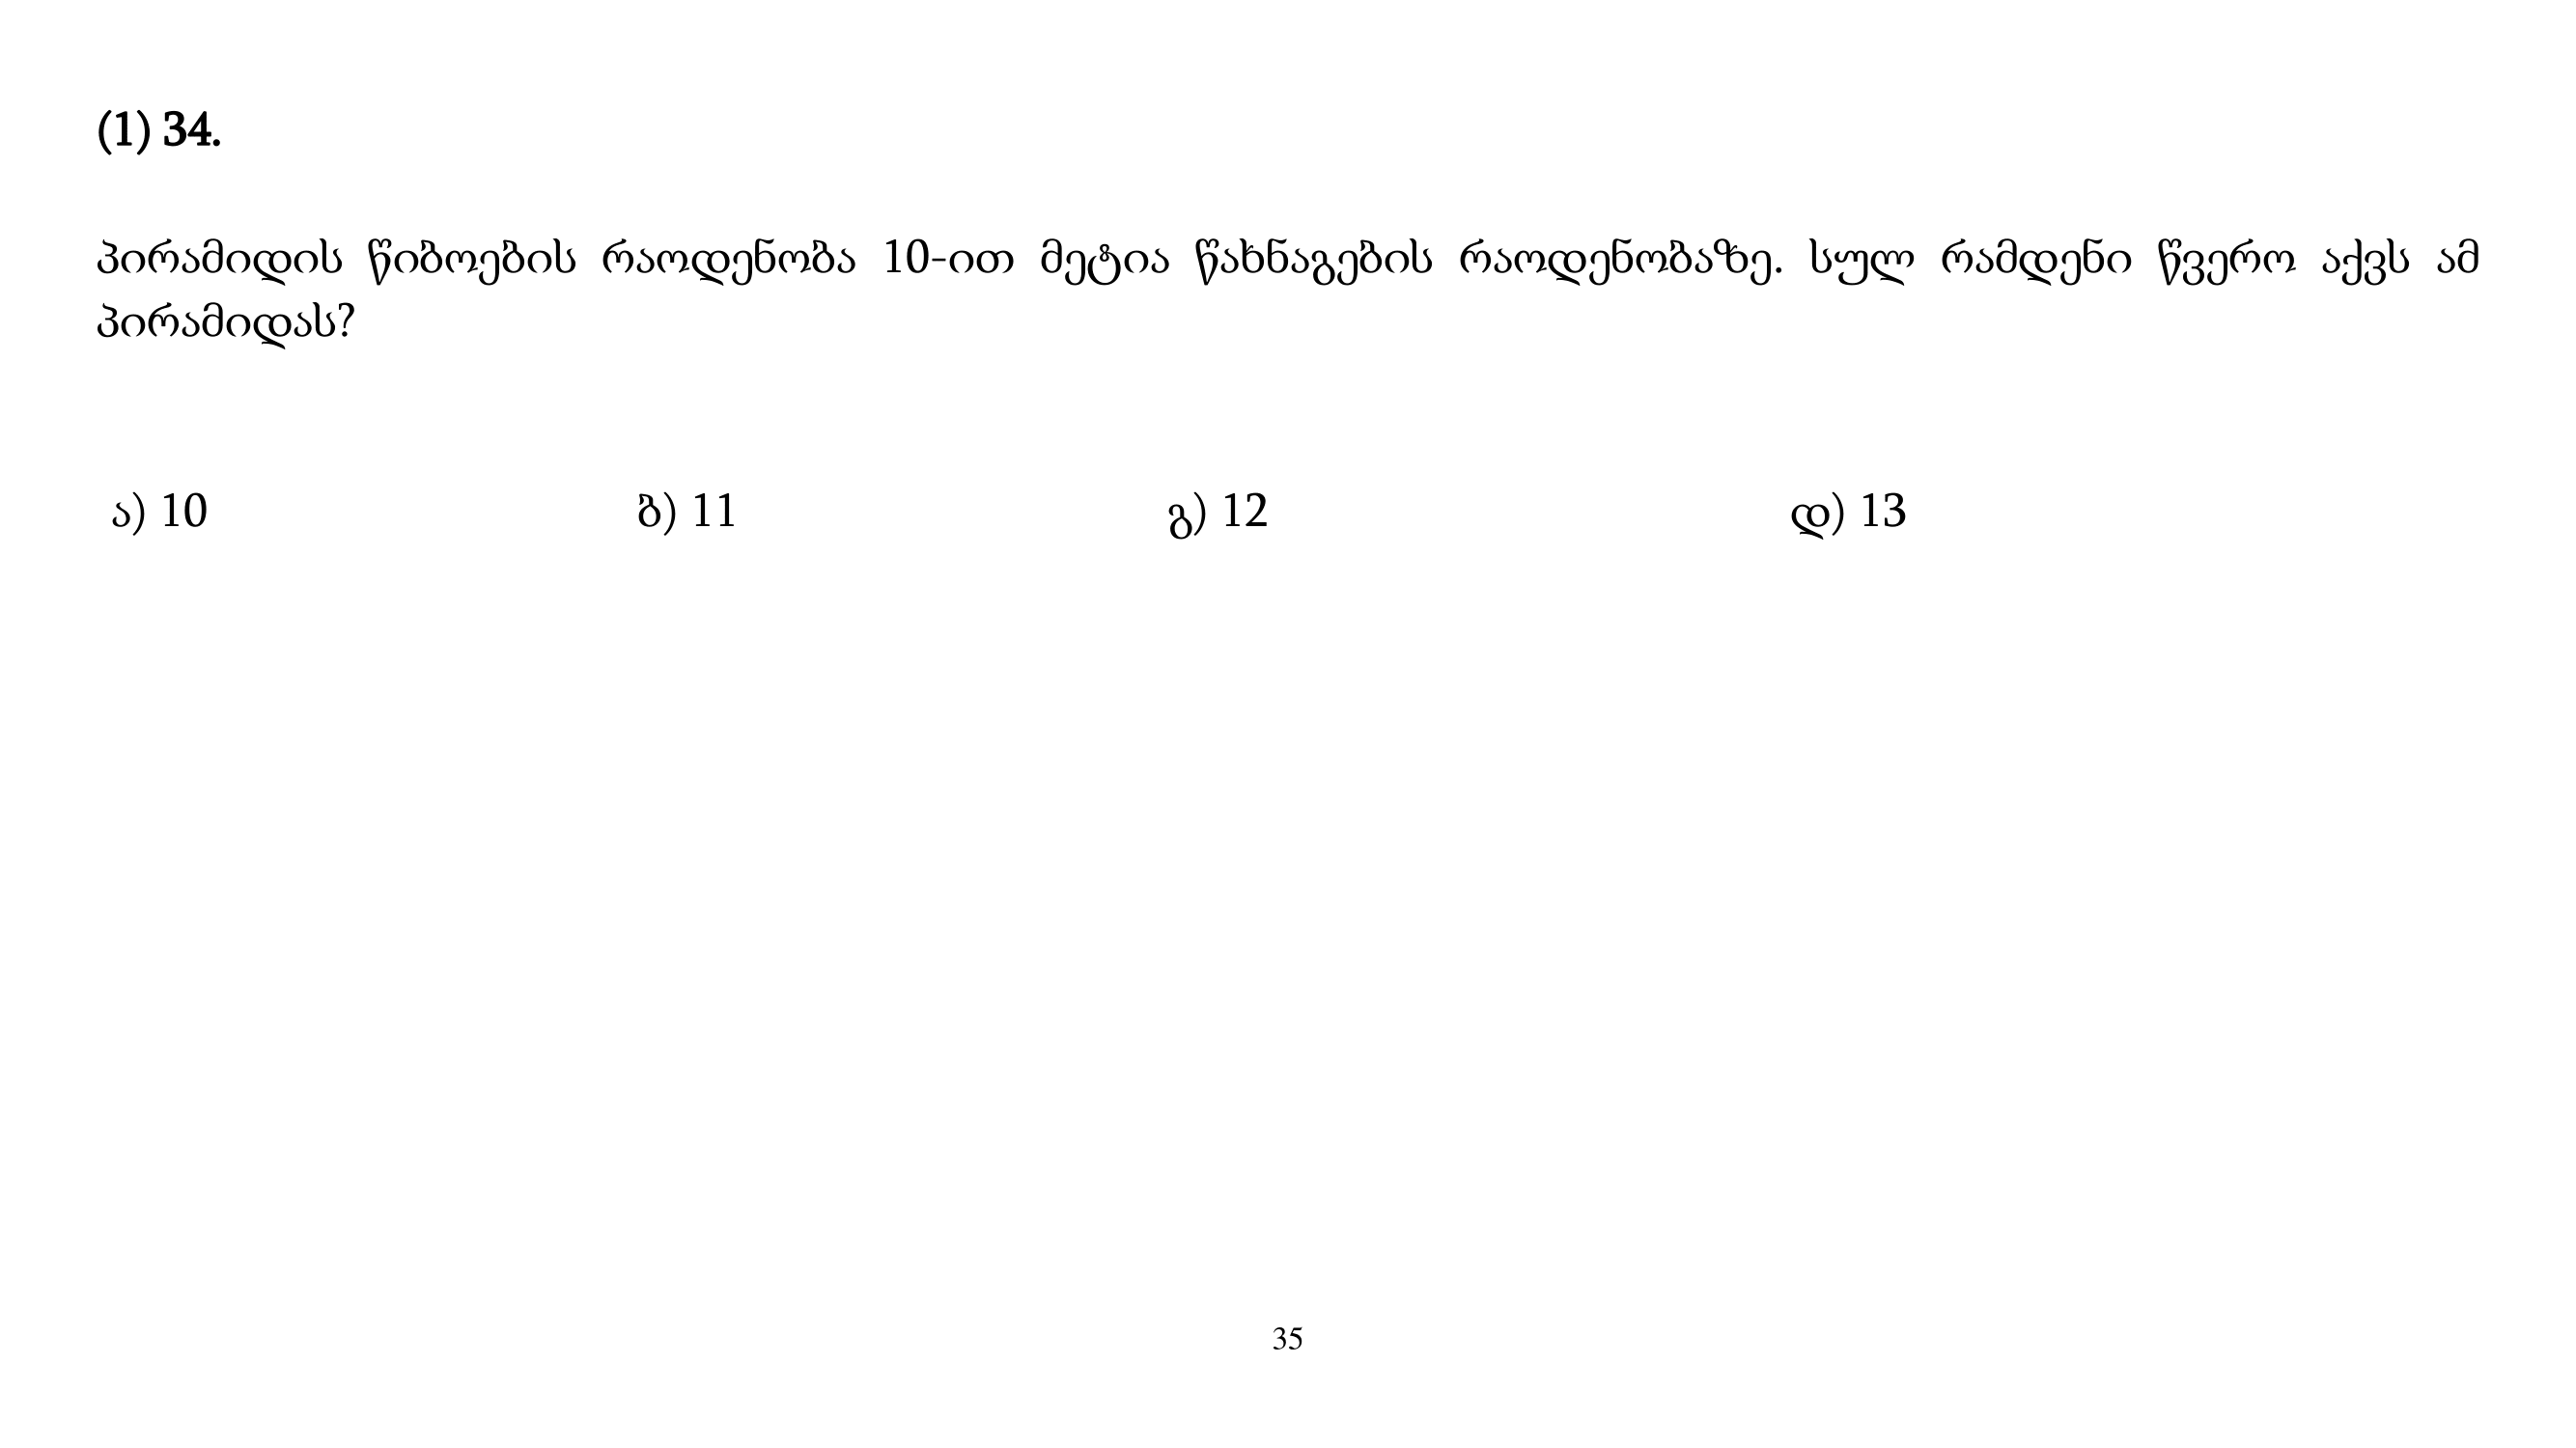 (1) 34.
პირამიდის წიბოების რაოდენობა 10-ით მეტია წახნაგების რაოდენობაზე. სულ რამდენი წვერო აქვს ამ
პირამიდას?
ა) 10 ბ) 11 გ) 12 დ) 13
35